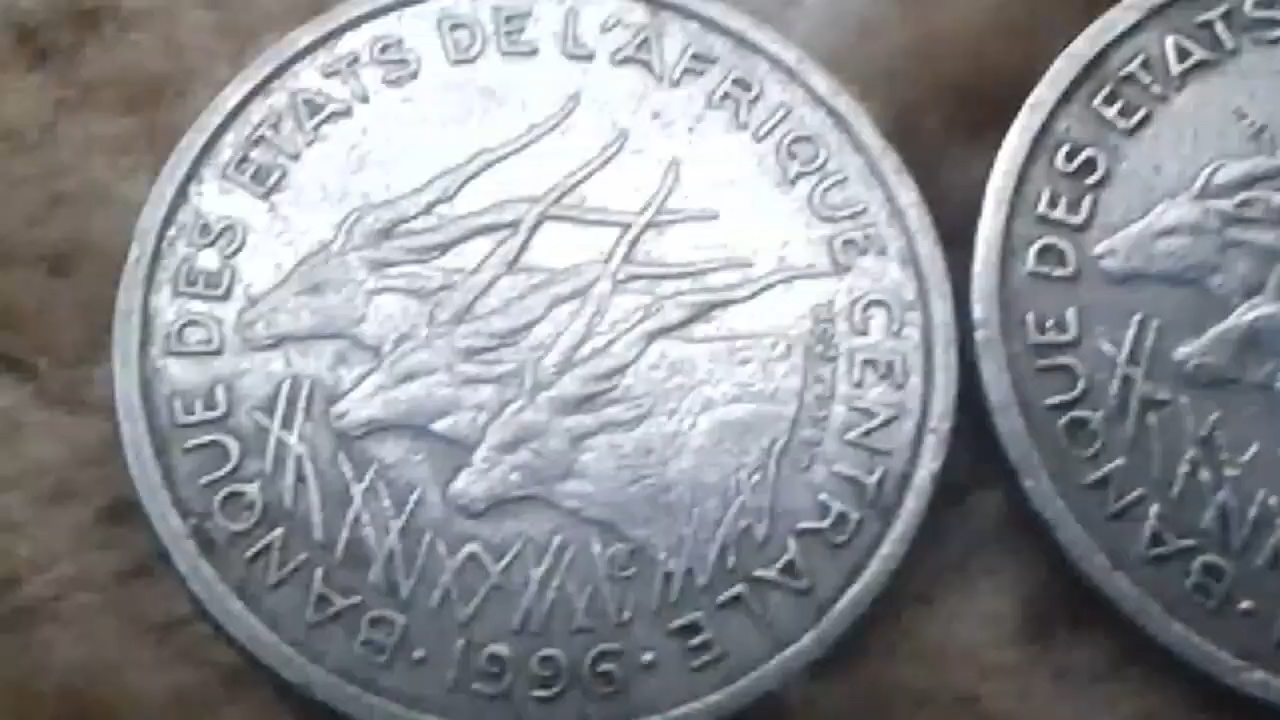 BANQUE DES ETATS DE L'AFRIQUE CENTRALE
· 1996 ·
BANQUE DES ETATS